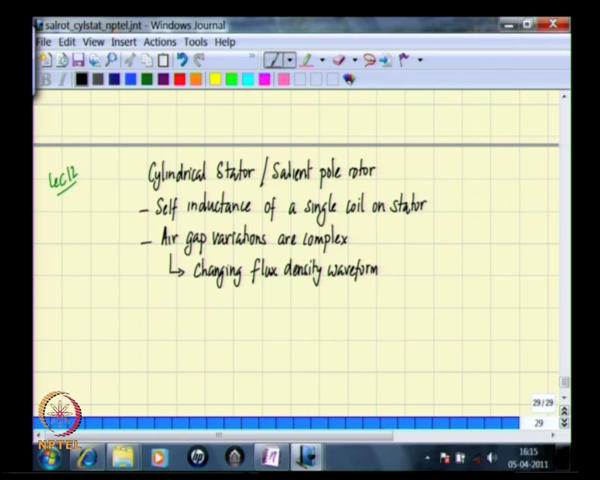 salrot_cylstat_nptel.jnt - Windows Journal
File Edit View Insert Actions Tools Help
Lec 12
Cylindrical Stator / Salient pole rotor
- Self inductance of a single coil on stator
- Air gap variations are complex
↳ Changing flux density waveform
29/29
29
NPTEL
16:15
05-04-2011